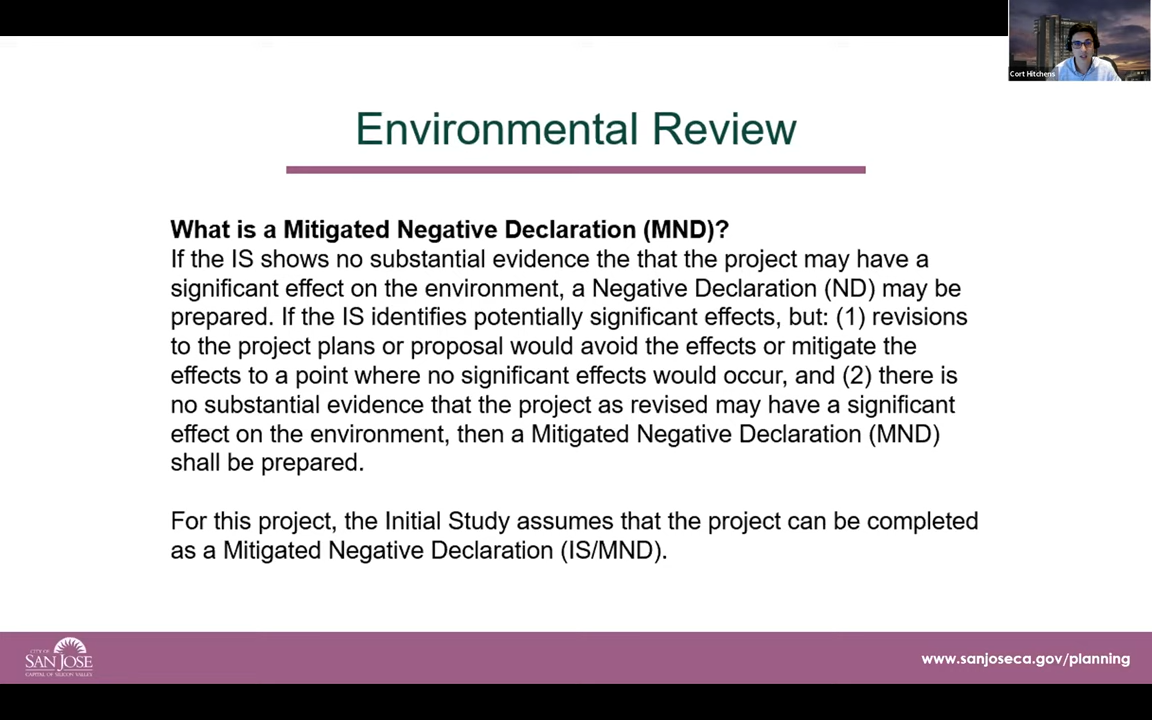 Cort Hitchens
Environmental Review
What is a Mitigated Negative Declaration (MND)?
If the IS shows no substantial evidence the that the project may have a
significant effect on the environment, a Negative Declaration (ND) may be
prepared. If the IS identifies potentially significant effects, but: (1) revisions
to the project plans or proposal would avoid the effects or mitigate the
effects to a point where no significant effects would occur, and (2) there is
no substantial evidence that the project as revised may have a significant
effect on the environment, then a Mitigated Negative Declaration (MND)
shall be prepared.
For this project, the Initial Study assumes that the project can be completed
as a Mitigated Negative Declaration (IS/MND).
CITY OF
SAN JOSE
CAPITAL OF SILICON VALLEY
www.sanjoseca.gov/planning